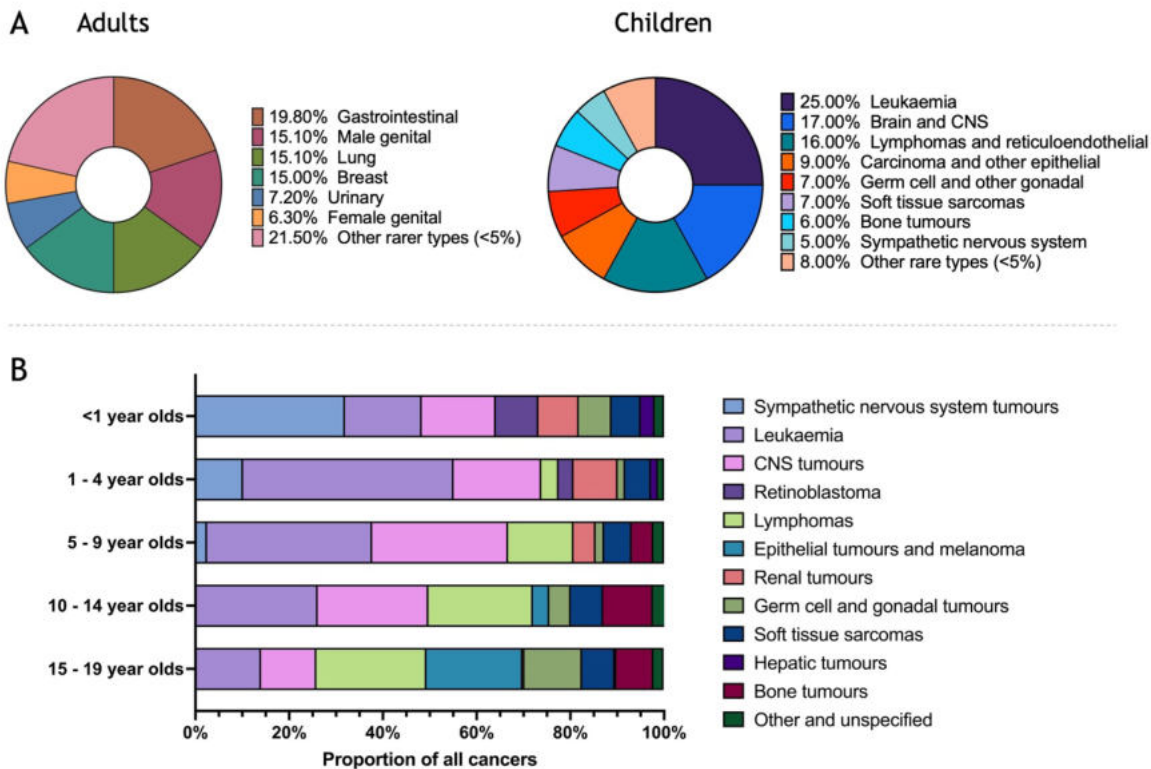 A
Adults
Children
19.80% Gastrointestinal
15.10% Male genital
15.10% Lung
15.00% Breast
7.20% Urinary
6.30% Female genital
21.50% Other rarer types (<5%)
25.00% Leukaemia
17.00% Brain and CNS
16.00% Lymphomas and reticuloendothelial
9.00% Carcinoma and other epithelial
7.00% Germ cell and other gonadal
7.00% Soft tissue sarcomas
6.00% Bone tumours
5.00% Sympathetic nervous system
8.00% Other rare types (<5%)
B
<1 year olds
1 - 4 year olds
5 - 9 year olds
10 - 14 year olds
15 - 19 year olds
0% 20% 40% 60% 80% 100%
Proportion of all cancers
Sympathetic nervous system tumours
Leukaemia
CNS tumours
Retinoblastoma
Lymphomas
Epithelial tumours and melanoma
Renal tumours
Germ cell and gonadal tumours
Soft tissue sarcomas
Hepatic tumours
Bone tumours
Other and unspecified